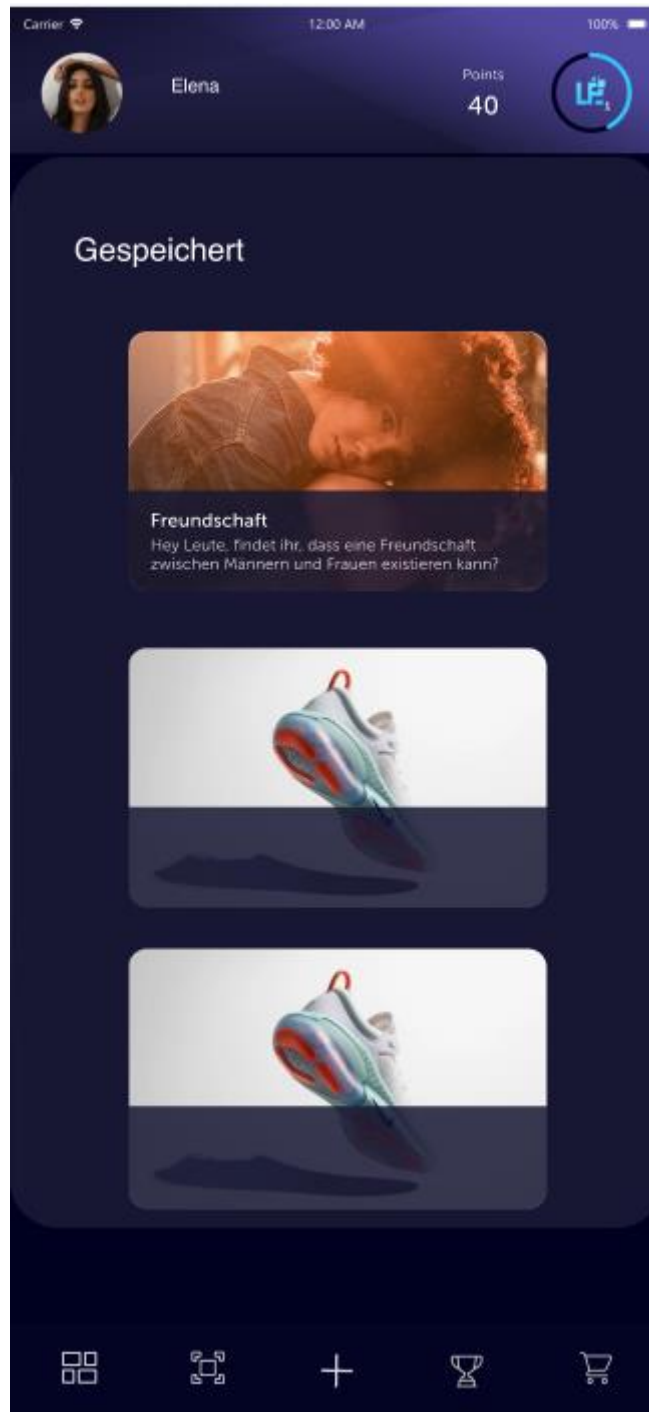 Carrier
12:00 AM
100%
Elena
Points
40
Gespeichert
Freundschaft
Hey Leute, findet ihr, dass eine Freundschaft
zwischen Männern und Frauen existieren kann?